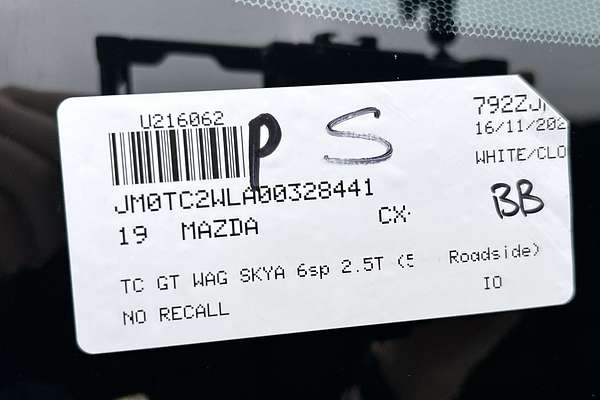 U216062
P S
792ZJ
16/11/202
WHITE/CLO
JM0TC2WLA00328441
BB
19 MAZDA CX-
TC GT WAG SKYA 6sp 2.5T (5 Roadside)
NO RECALL IO